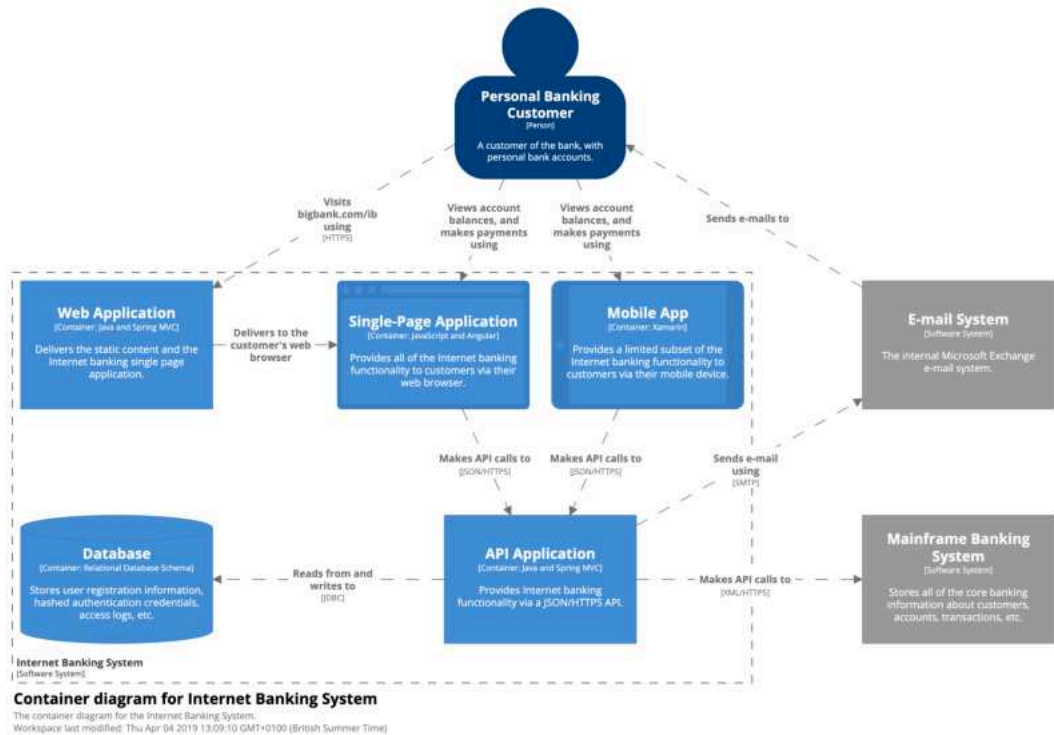 Personal Banking
Customer
[Person]
A customer of the bank, with
personal bank accounts.
Visits
bigbank.com/ib
using
[HTTPS]
Views account
balances, and
makes payments
using
Views account
balances, and
makes payments
using
Sends e-mails to
Web Application
[Container: Java and Spring MVC]
Delivers the static content and the
Internet banking single page
application.
Delivers to the
customer's web
browser
Single-Page Application
[Container: JavaScript and Angular]
Provides all of the Internet banking
functionality to customers via their
web browser.
Mobile App
[Container: Xamarin]
Provides a limited subset of the
Internet banking functionality to
customers via their mobile device.
E-mail System
[Software System]
The internal Microsoft Exchange
e-mail system.
Makes API calls to
[JSON/HTTPS]
Makes API calls to
[JSON/HTTPS]
Sends e-mail
using
[SMTP]
Database
[Container: Relational Database Schema]
Stores user registration information,
hashed authentication credentials,
access logs, etc.
Reads from and
writes to
[JDBC]
API Application
[Container: Java and Spring MVC]
Provides Internet banking
functionality via a JSON/HTTPS API.
Makes API calls to
[XML/HTTPS]
Mainframe Banking
System
[Software System]
Stores all of the core banking
information about customers,
accounts, transactions, etc.
Internet Banking System
[Software System]
Container diagram for Internet Banking System
The container diagram for the Internet Banking System.
Workspace last modified: Thu Apr 04 2019 13:09:10 GMT+0100 (British Summer Time)